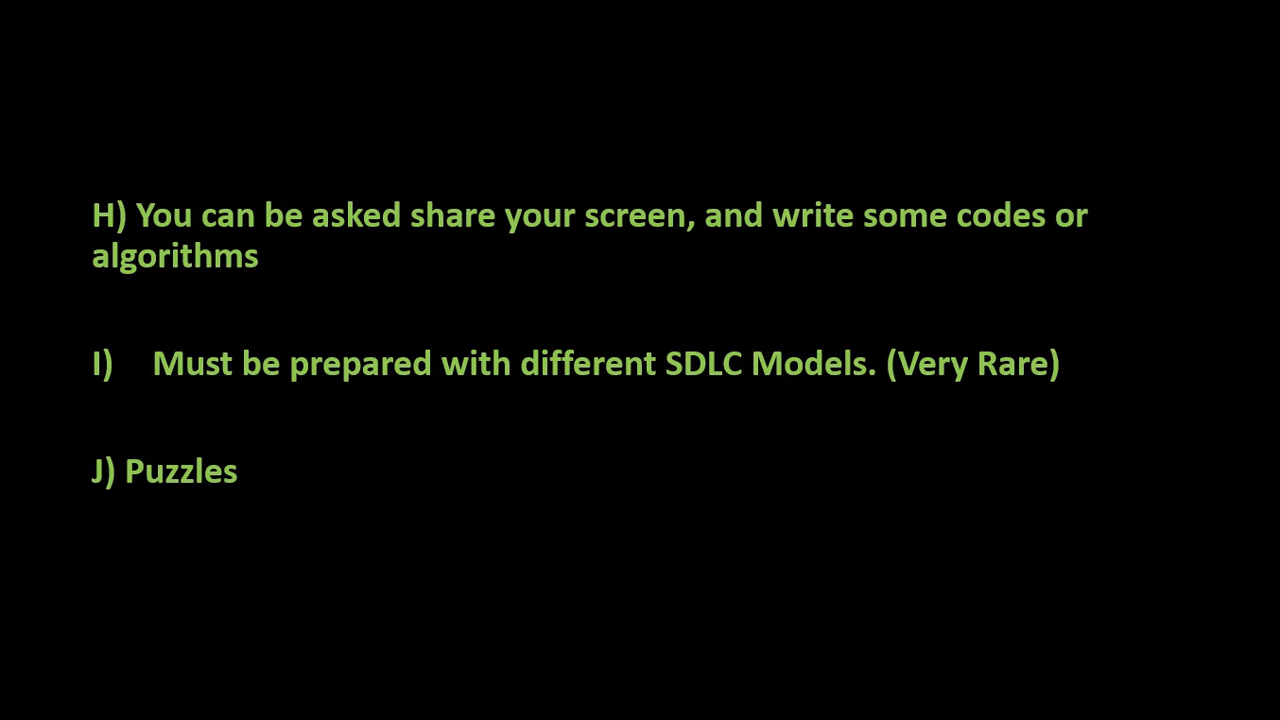 H) You can be asked share your screen, and write some codes or
algorithms
I) Must be prepared with different SDLC Models. (Very Rare)
J) Puzzles